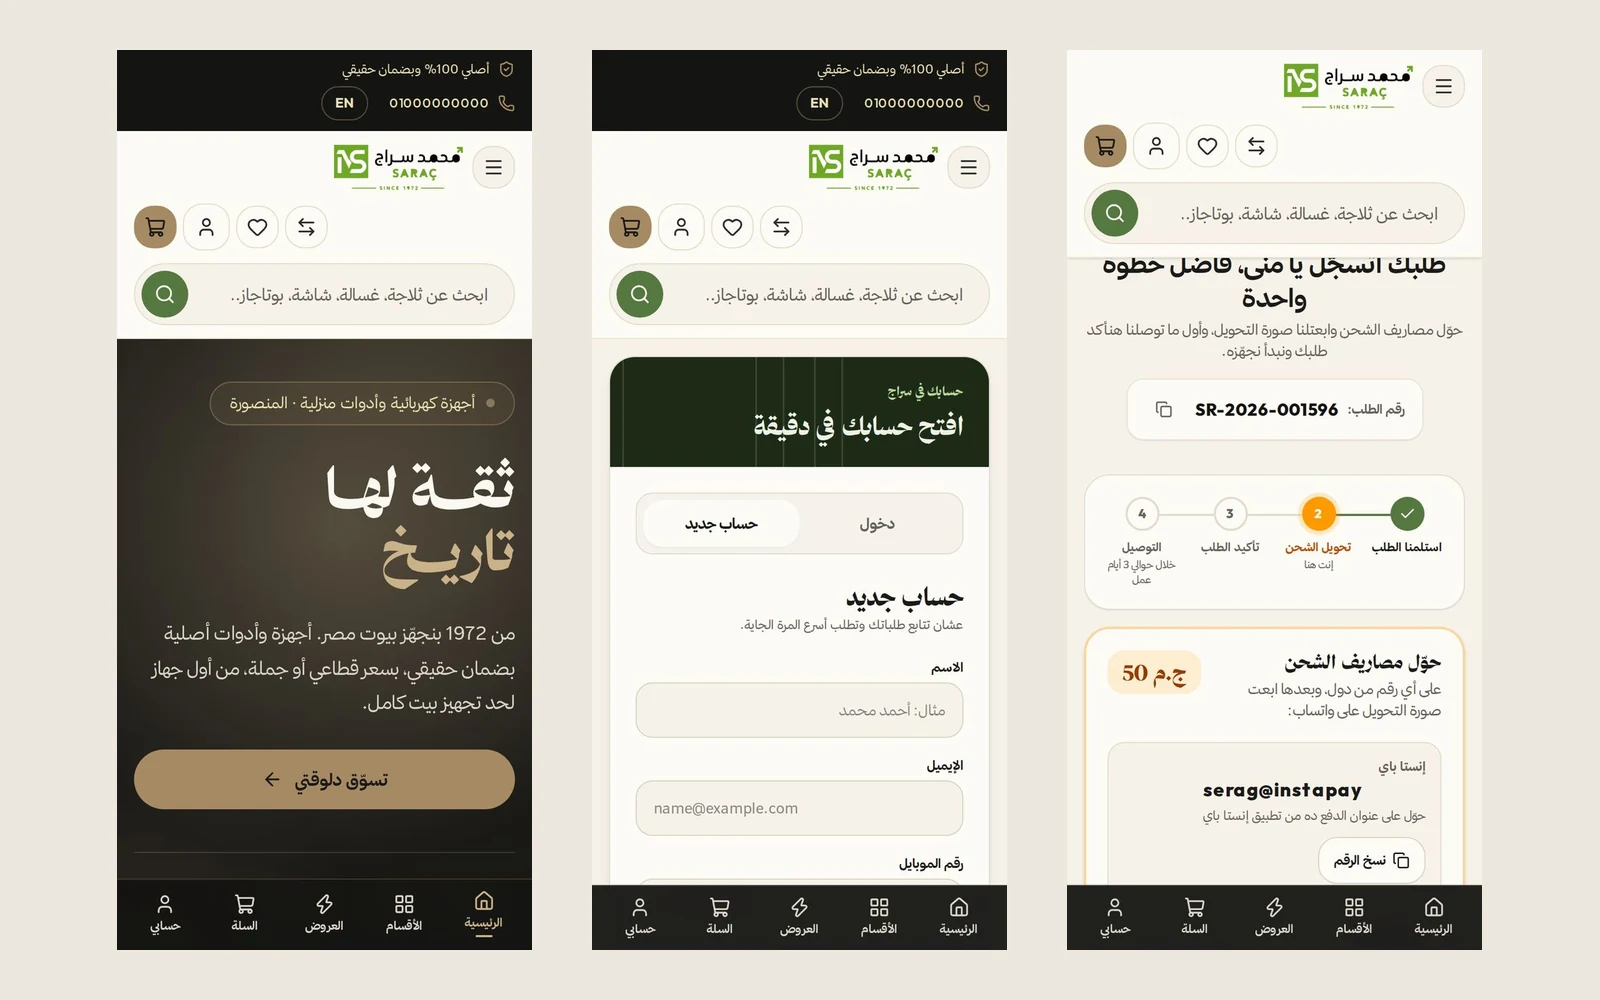 أصلي 100% وبضمان حقيقي
01000000000
EN
محمد سراج
SARAÇ
SINCE 1972
ابحث عن ثلاجة، غسالة، شاشة، بوتاجاز..
أجهزة كهربائية وأدوات منزلية · المنصورة
ثقة لها
تاريخ
من 1972 بنجهّز بيوت مصر. أجهزة وأدوات أصلية
بضمان حقيقي، بسعر قطاعي أو جملة، من أول جهاز
لحد تجهيز بيت كامل.
تسوّق دلوقتي
الرئيسية
الأقسام
العروض
السلة
حسابي
أصلي 100% وبضمان حقيقي
01000000000
EN
محمد سراج
SARAÇ
SINCE 1972
ابحث عن ثلاجة، غسالة، شاشة، بوتاجاز..
حسابك في سراج
افتح حسابك في دقيقة
دخول
حساب جديد
حساب جديد
عشان تتابع طلباتك وتطلب أسرع المرة الجاية.
الاسم
مثال: أحمد محمد
الإيميل
name@example.com
رقم الموبايل
الرئيسية
الأقسام
العروض
السلة
حسابي
محمد سراج
SARAÇ
SINCE 1972
ابحث عن ثلاجة، غسالة، شاشة، بوتاجاز..
طلبك اتسجّل يا منى، فاضل خطوة
واحدة
حوّل مصاريف الشحن وابعتلنا صورة التحويل، وأول ما توصلنا هنأكد
طلبك ونبدأ نجهّزه.
رقم الطلب: SR-2026-001596
استلمنا الطلب
2
تحويل الشحن
إنت هنا
3
تأكيد الطلب
4
التوصيل
خلال حوالي 3 أيام
عمل
حوّل مصاريف الشحن
50 ج.م
على أي رقم من دول، وبعدها ابعت
صورة التحويل على واتساب:
إنستا باي
serag@instapay
حوّل على عنوان الدفع ده من تطبيق إنستا باي
نسخ الرقم
الرئيسية
الأقسام
العروض
السلة
حسابي